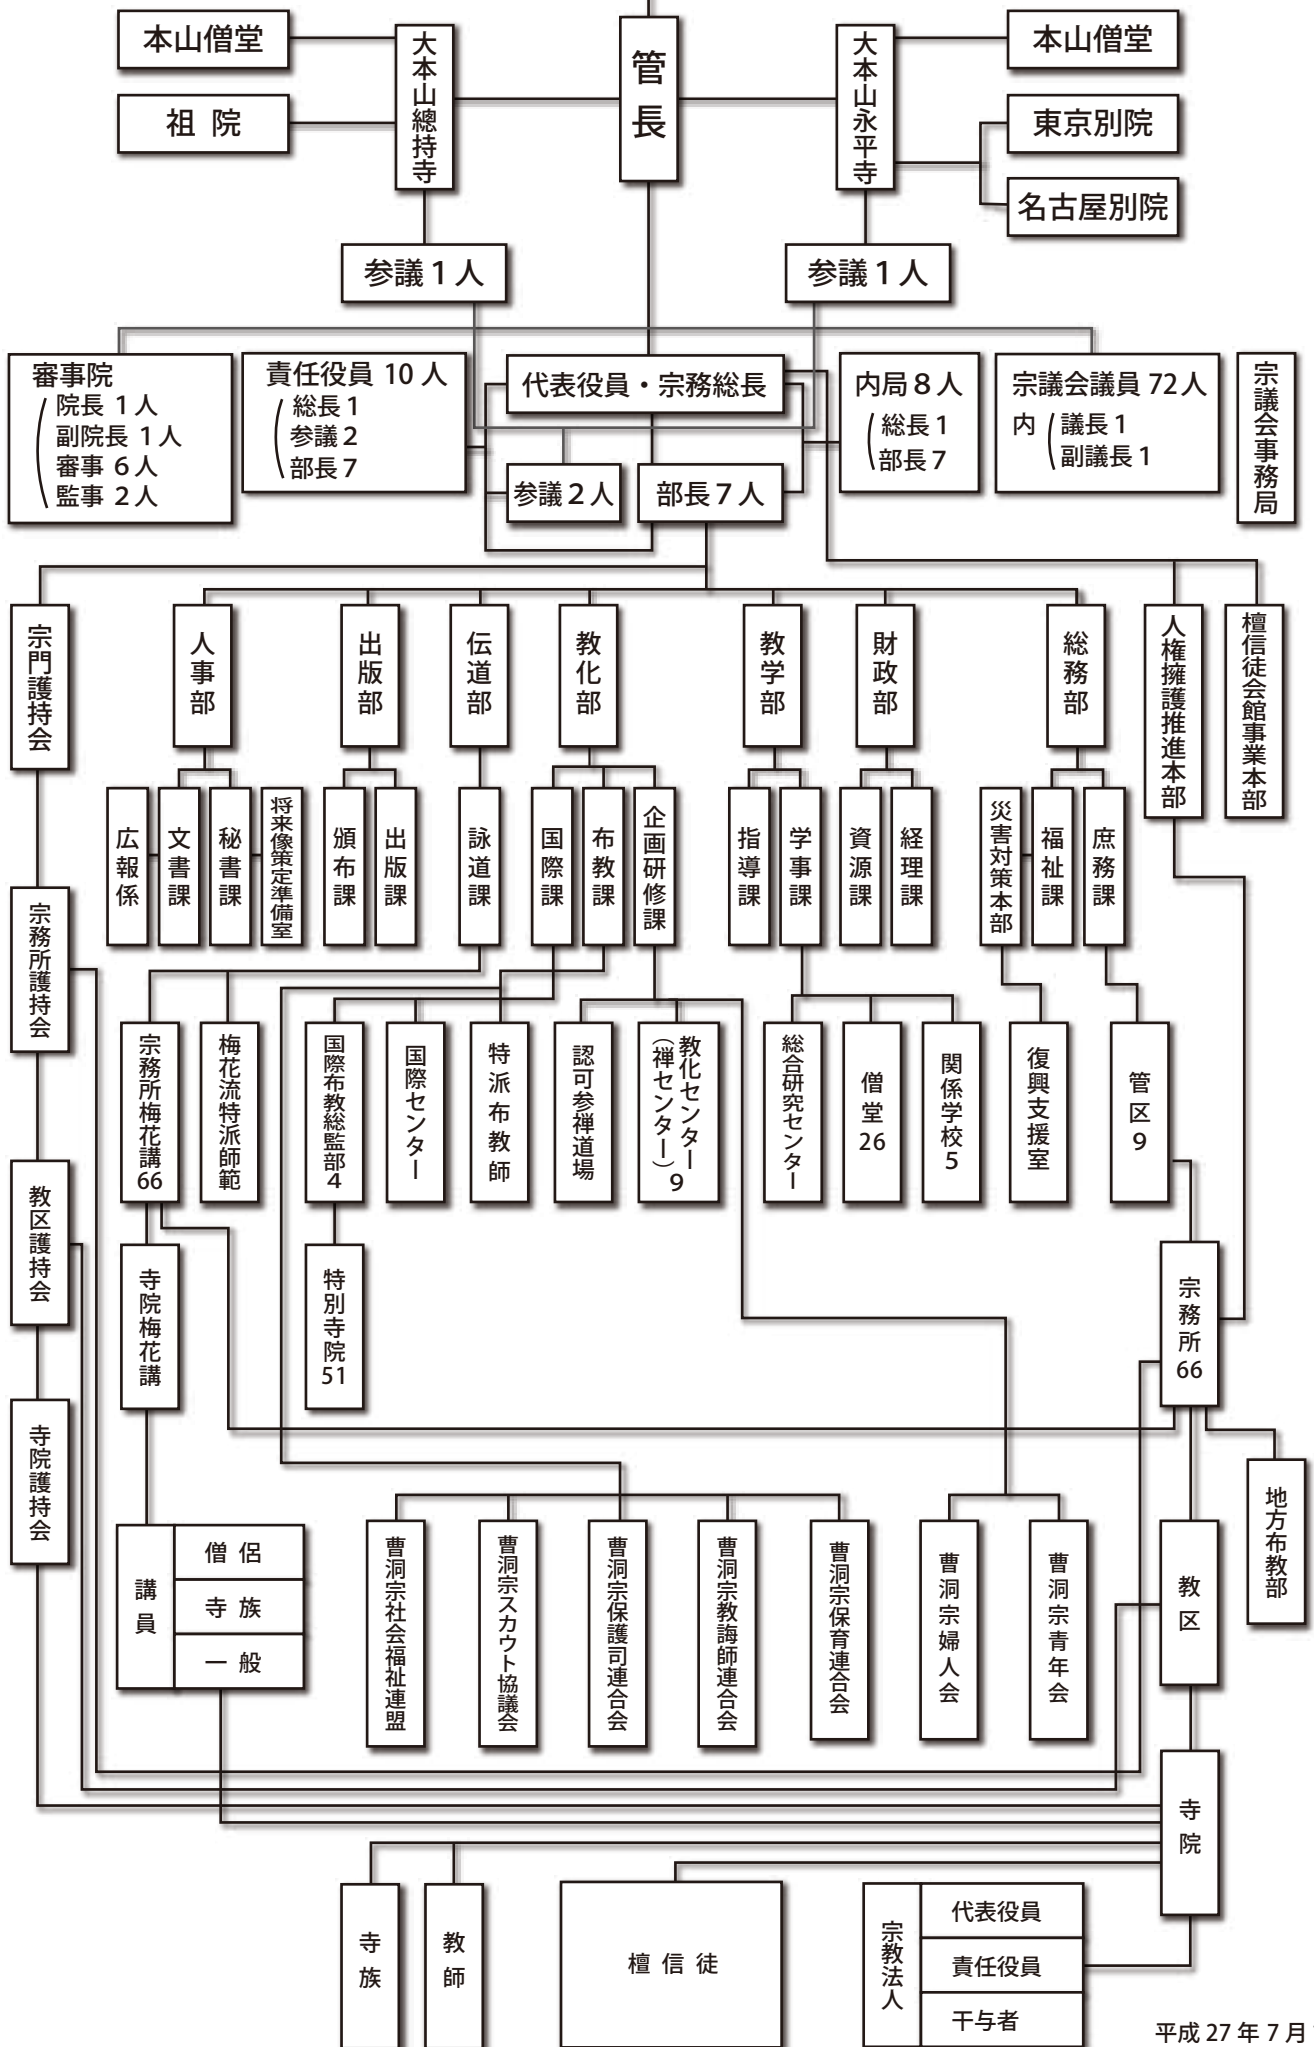 本山僧堂
祖院
大本山總持寺
管長
大本山永平寺
本山僧堂
東京別院
名古屋別院
参議1人
参議1人
審事院
院長 1人
副院長 1人
審事 6人
監事 2人
責任役員 10人
総長1
参議2
部長7
代表役員・宗務総長
参議2人
部長7人
内局8人
総長1
部長7
宗議会議員 72人
内
議長1
副議長1
宗議会事務局
宗門護持会
人事部
出版部
伝道部
教化部
教学部
財政部
総務部
人権擁護推進本部
檀信徒会館事業本部
広報係
文書課
秘書課
将来像策定準備室
頒布課
出版課
詠道課
国際課
布教課
企画研修課
指導課
学事課
資源課
経理課
災害対策本部
福祉課
庶務課
宗務所護持会
宗務所梅花講66
梅花流特派師範
国際布教総監部4
国際センター
特派布教師
認可参禅道場
教化センター
（禅センター）9
総合研究センター
僧堂26
関係学校5
復興支援室
管区9
教区護持会
寺院梅花講
特別寺院51
宗務所66
寺院護持会
地方布教部
講員
僧侶
寺族
一般
曹洞宗社会福祉連盟
曹洞宗スカウト協議会
曹洞宗保護司連合会
曹洞宗教誨師連合会
曹洞宗保育連合会
曹洞宗婦人会
曹洞宗青年会
教区
寺院
寺族
教師
檀信徒
宗教法人
代表役員
責任役員
干与者
平成27年7月